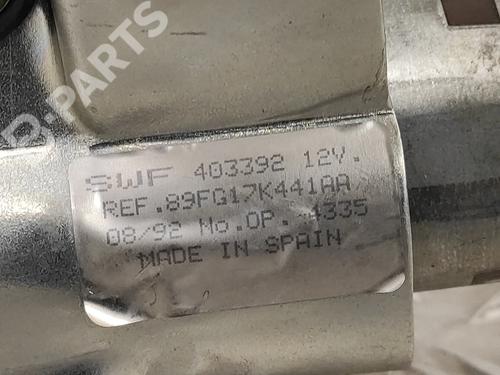 B-PARTS
SWF 403392 12V.
REF.89FG17K441AA
08/92 No.OP. 4335
MADE IN SPAIN